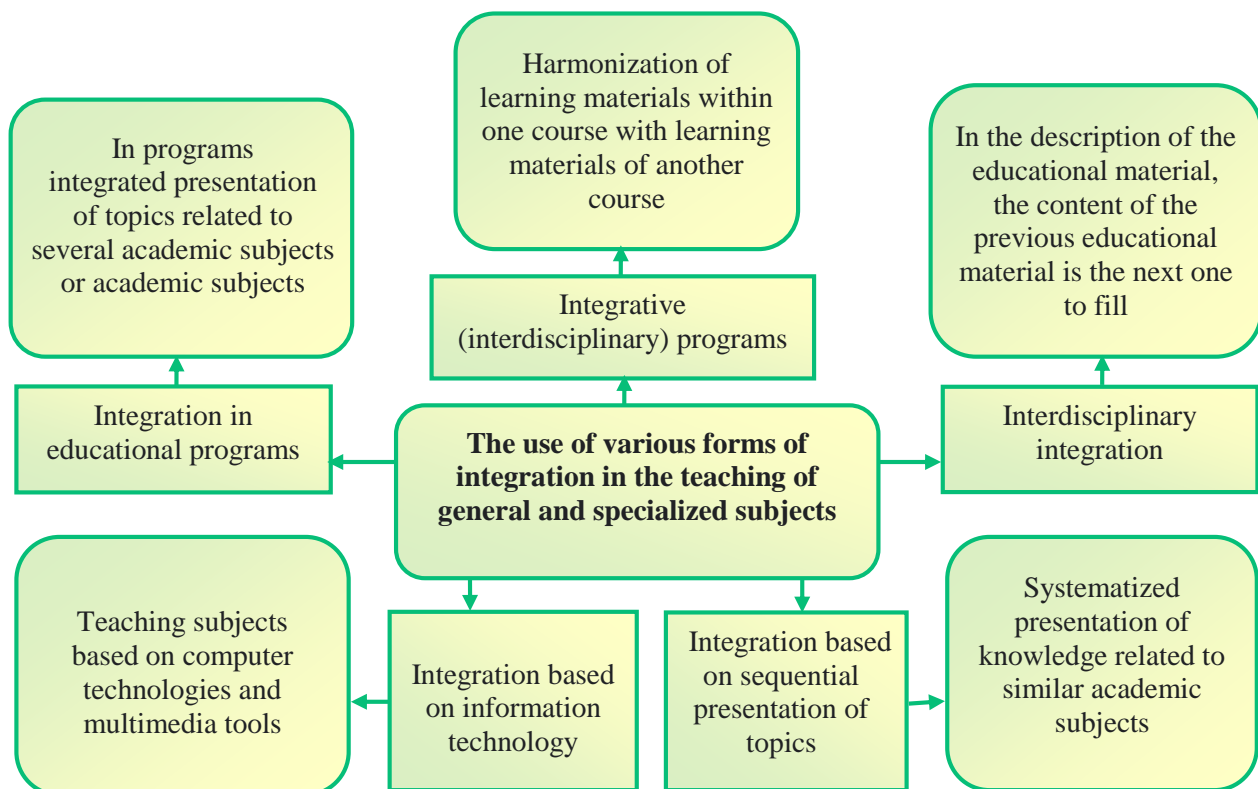 Harmonization of
learning materials within
one course with learning
materials of another
course
In programs
integrated presentation
of topics related to
several academic subjects
or academic subjects
In the description of the
educational material,
the content of the
previous educational
material is the next one
to fill
Integrative
(interdisciplinary) programs
Integration in
educational programs
The use of various forms of
integration in the teaching of
general and specialized subjects
Interdisciplinary
integration
Teaching subjects
based on computer
technologies and
multimedia tools
Integration based
on information
technology
Integration based
on sequential
presentation of
topics
Systematized
presentation of
knowledge related to
similar academic
subjects